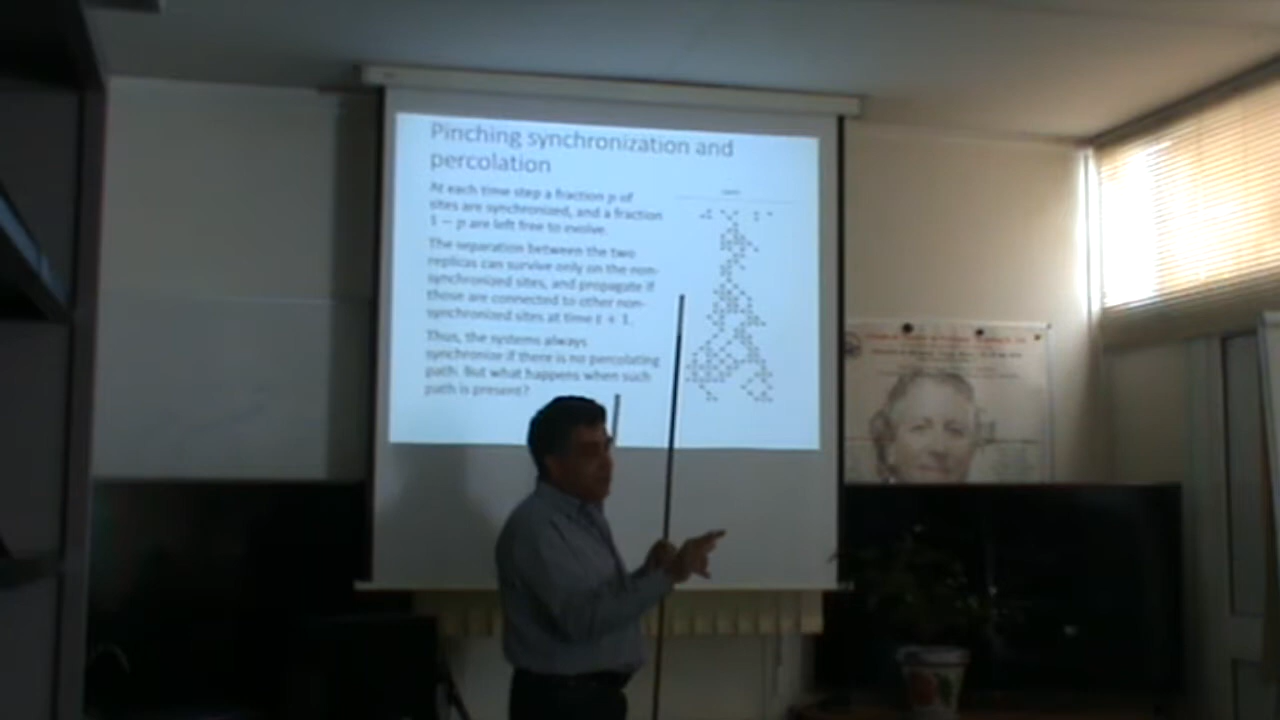 Pinching synchronization and
percolation
At each time step a fraction p of
sites are synchronized, and a fraction
1 − p are left free to evolve.
The separation between the two
replicas can survive only on the non-
synchronized sites, and propagate if
those are connected to other non-
synchronized sites at time t + 1.
Thus, the systems always
synchronize if there is no percolating
path. But what happens when such
path is present?